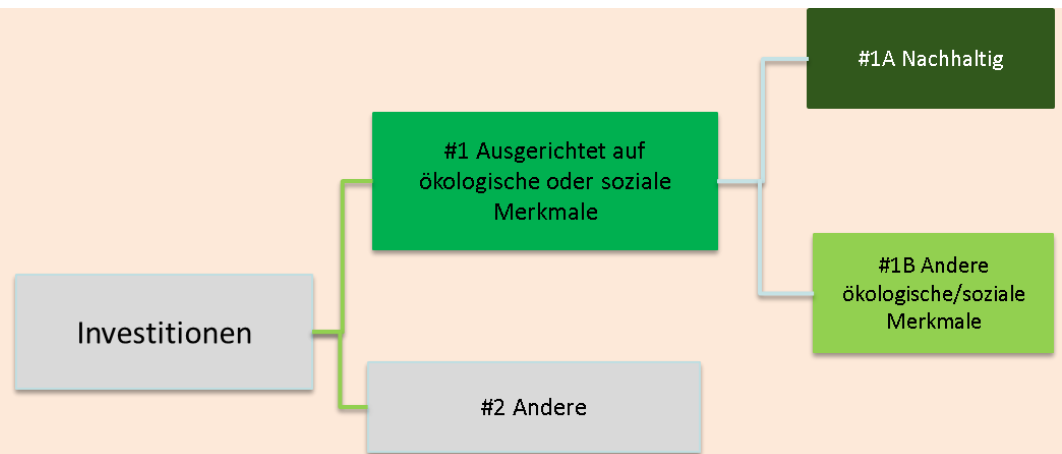 #1A Nachhaltig
#1 Ausgerichtet auf
ökologische oder soziale
Merkmale
#1B Andere
ökologische/soziale
Merkmale
Investitionen
#2 Andere